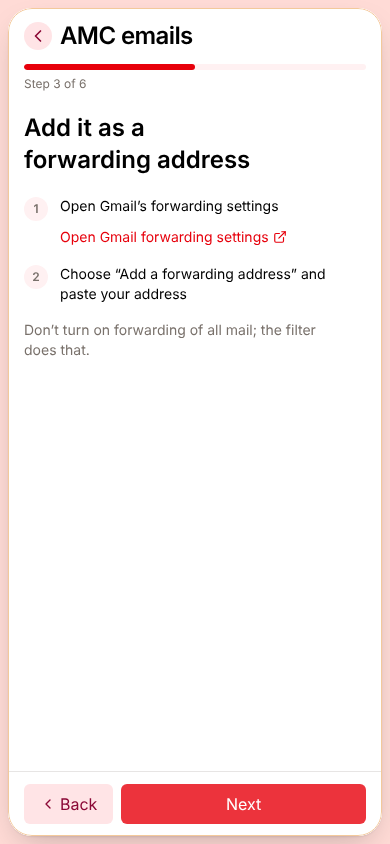 AMC emails
Step 3 of 6
Add it as a
forwarding address
1 Open Gmail’s forwarding settings
Open Gmail forwarding settings
2 Choose “Add a forwarding address” and
paste your address
Don’t turn on forwarding of all mail; the filter
does that.
Back
Next